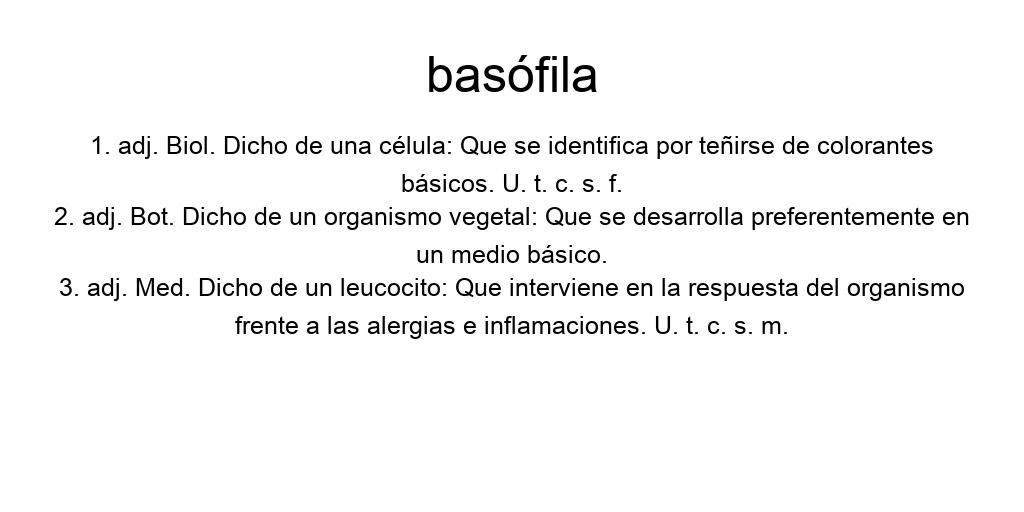 basófila
1. adj. Biol. Dicho de una célula: Que se identifica por teñirse de colorantes
básicos. U. t. c. s. f.
2. adj. Bot. Dicho de un organismo vegetal: Que se desarrolla preferentemente en
un medio básico.
3. adj. Med. Dicho de un leucocito: Que interviene en la respuesta del organismo
frente a las alergias e inflamaciones. U. t. c. s. m.